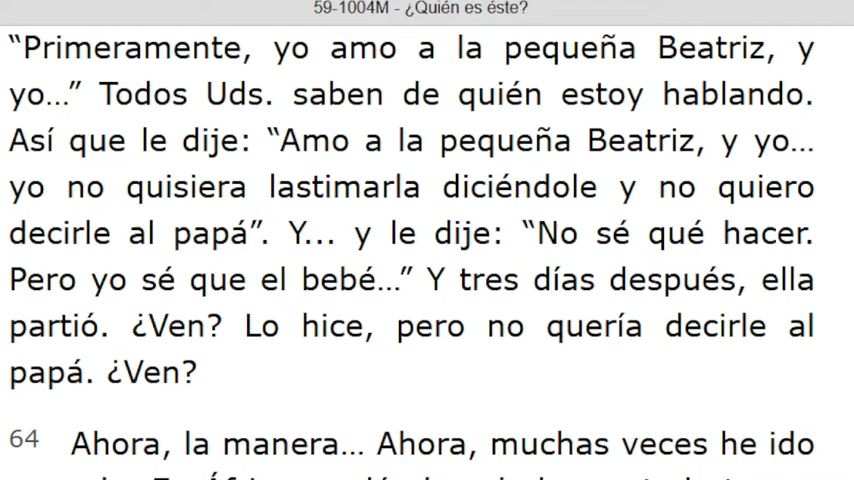 59-1004M - ¿Quién es éste?
“Primeramente, yo amo a la pequeña Beatriz, y
yo…” Todos Uds. saben de quién estoy hablando.
Así que le dije: “Amo a la pequeña Beatriz, y yo…
yo no quisiera lastimarla diciéndole y no quiero
decirle al papá”. Y... y le dije: “No sé qué hacer.
Pero yo sé que el bebé…” Y tres días después, ella
partió. ¿Ven? Lo hice, pero no quería decirle al
papá. ¿Ven?
64 Ahora, la manera… Ahora, muchas veces he ido